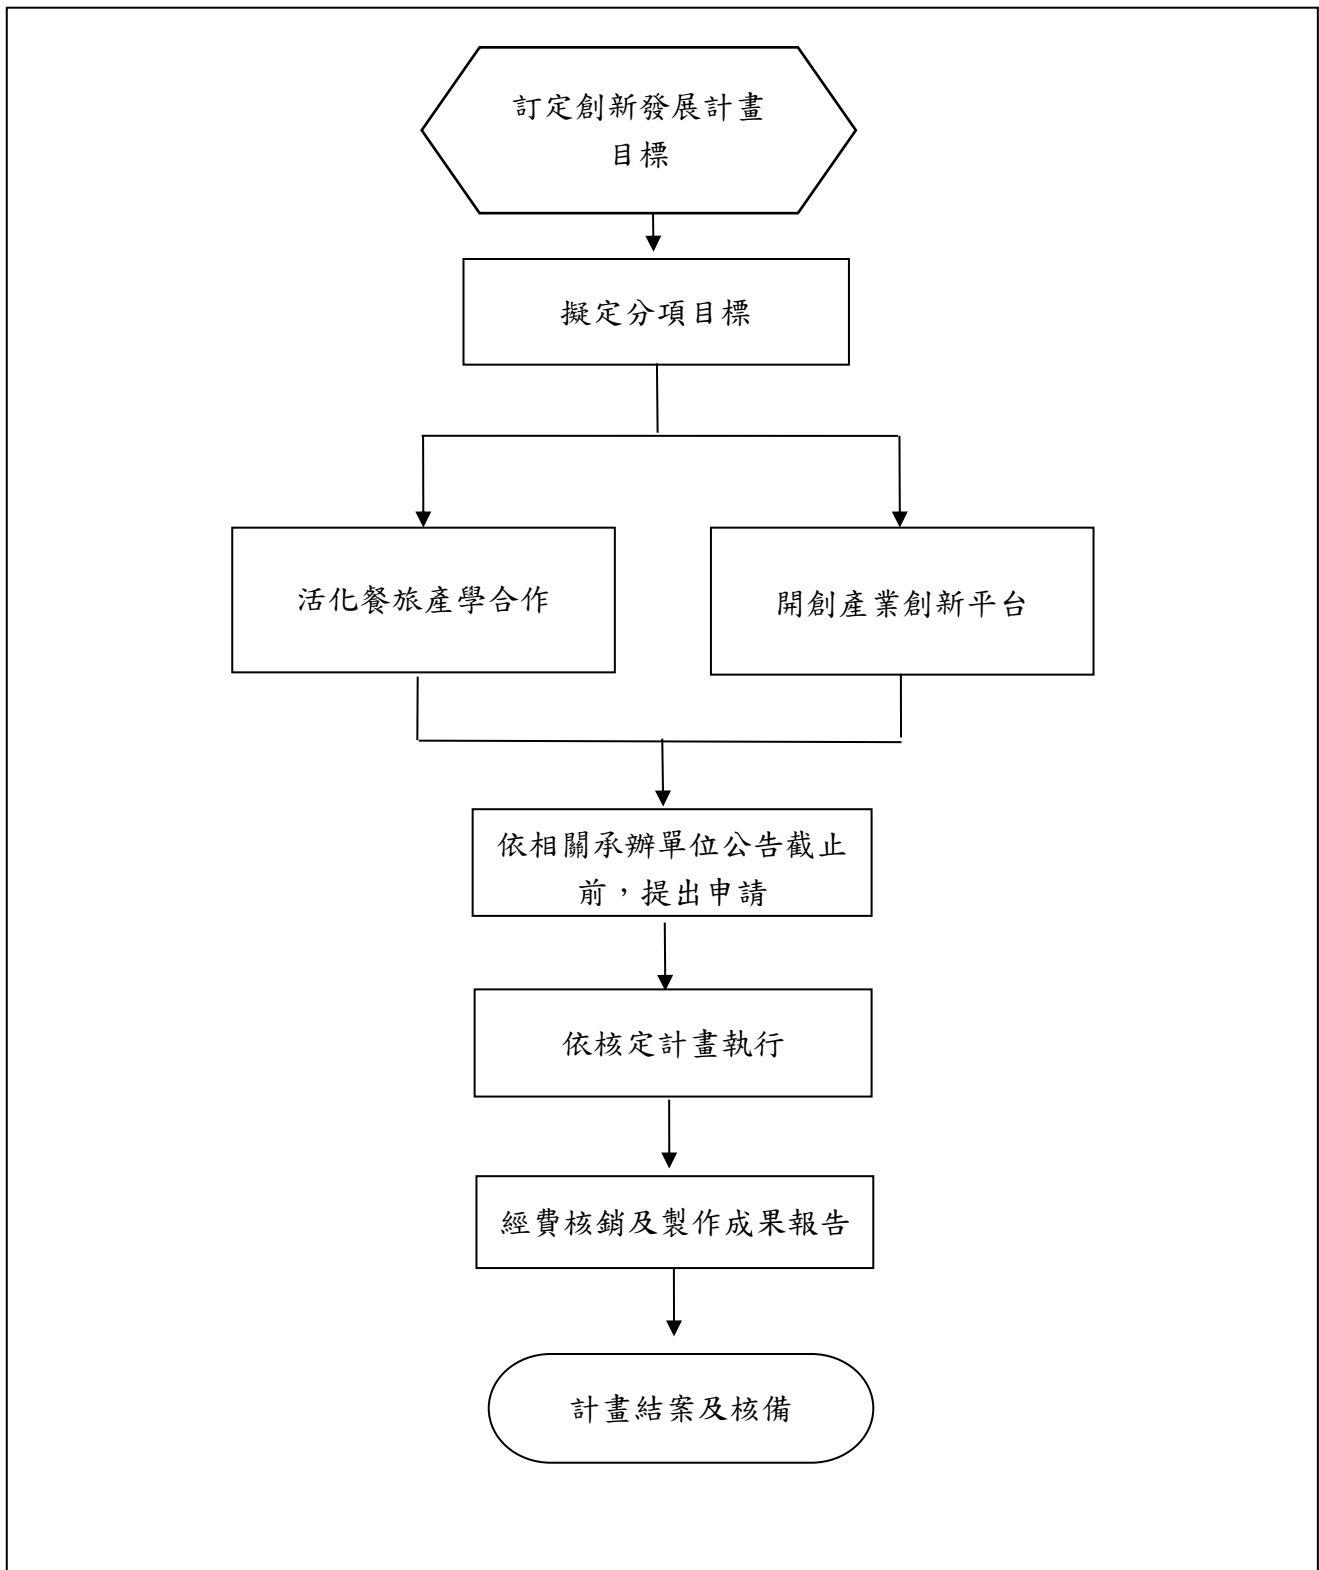 訂定創新發展計畫
目標
擬定分項目標
活化餐旅產學合作
開創產業創新平台
依相關承辦單位公告截止
前，提出申請
依核定計畫執行
經費核銷及製作成果報告
計畫結案及核備